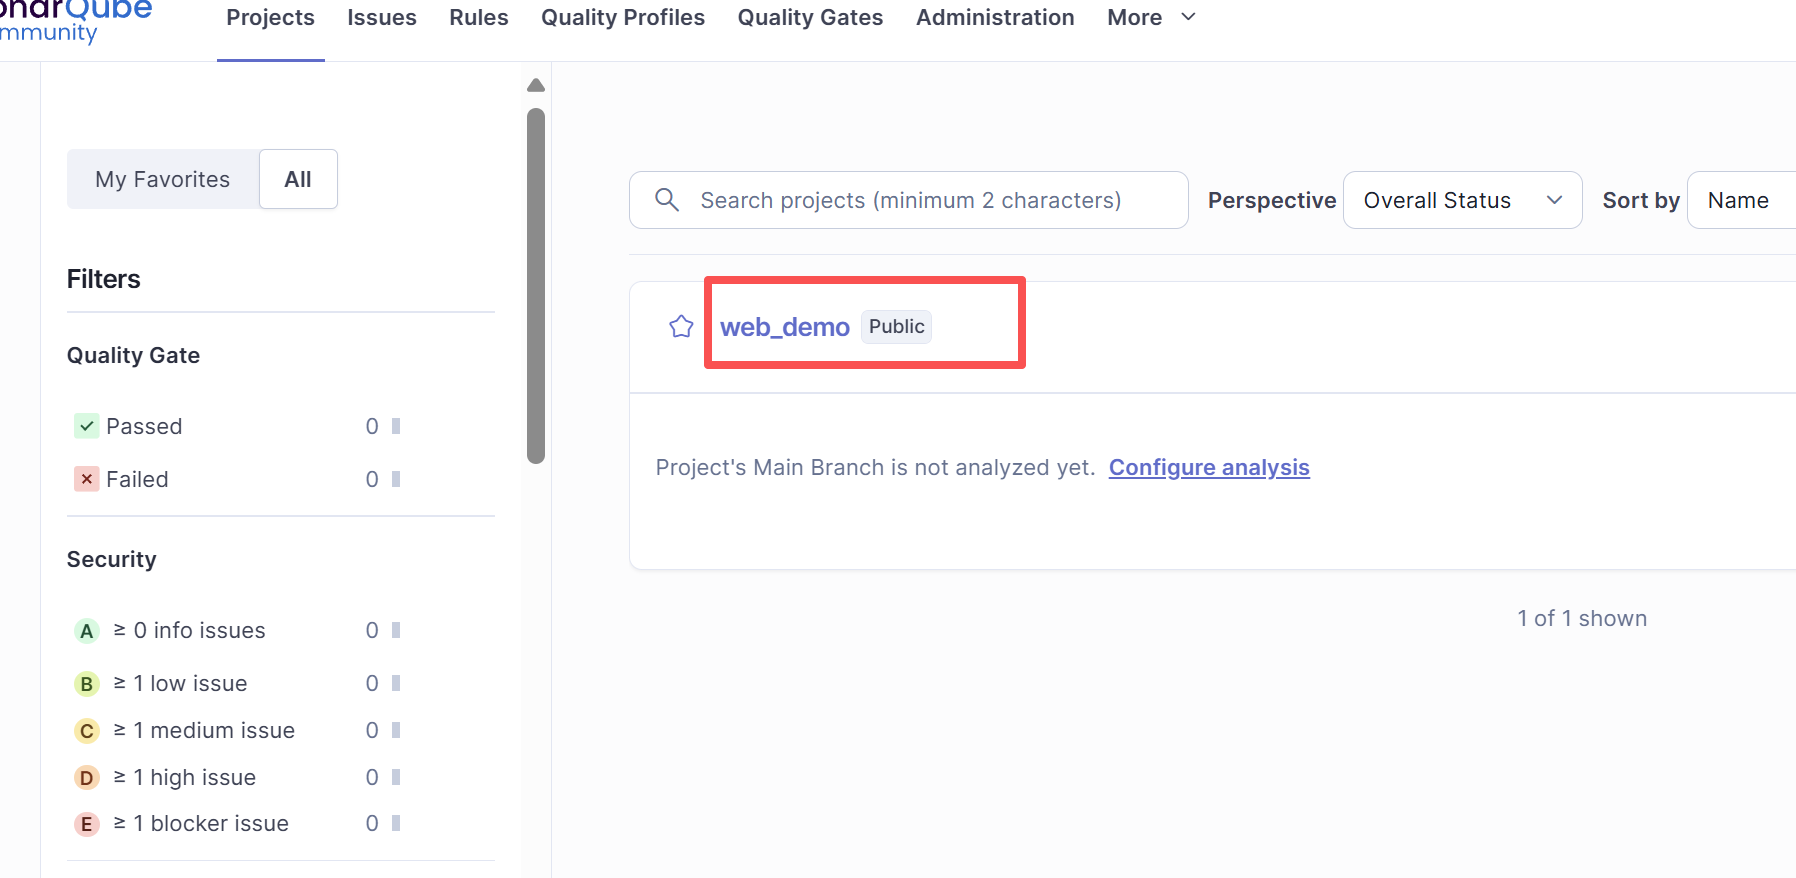 onarQube
mmunity
Projects Issues Rules Quality Profiles Quality Gates Administration More
My Favorites All
Search projects (minimum 2 characters) Perspective Overall Status Sort by Name
Filters
web_demo Public
Quality Gate
Passed 0
Failed 0
Project's Main Branch is not analyzed yet. Configure analysis
Security
A ≥ 0 info issues 0
B ≥ 1 low issue 0
C ≥ 1 medium issue 0
D ≥ 1 high issue 0
E ≥ 1 blocker issue 0
1 of 1 shown